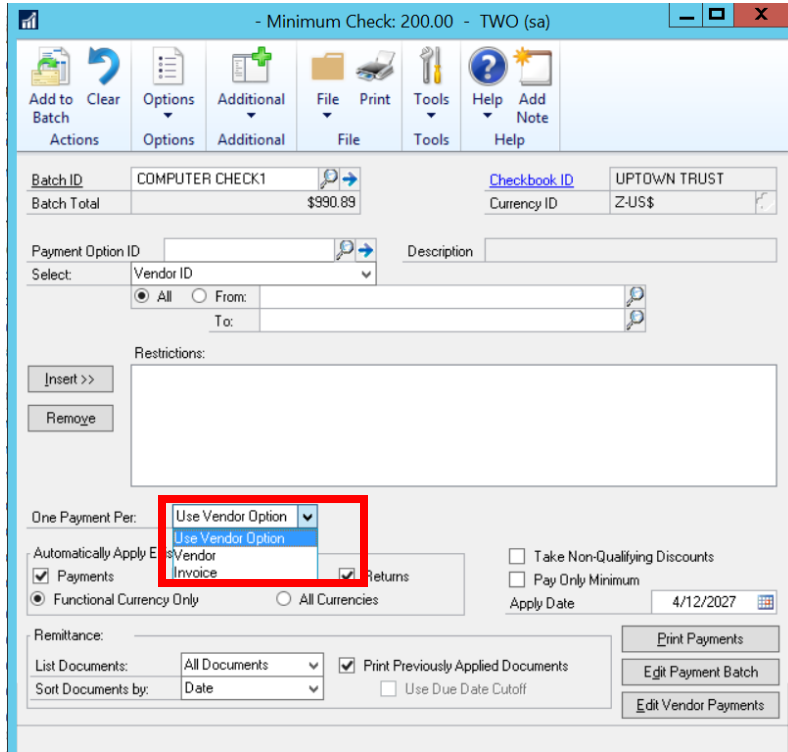 - Minimum Check: 200.00 - TWO (sa)
Add to Batch Clear Options Additional File Print Tools Help Add Note
Actions Options Additional File Tools Help
Batch ID COMPUTER CHECK1 Checkbook ID UPTOWN TRUST
Batch Total $990.89 Currency ID Z-US$
Payment Option ID Description
Select: Vendor ID
All From:
To:
Restrictions:
Insert >>
Remove
One Payment Per: Use Vendor Option
Use Vendor Option
Vendor
Invoice
Automatically Apply
Payments Returns
Functional Currency Only All Currencies
Take Non-Qualifying Discounts
Pay Only Minimum
Apply Date 4/12/2027
Remittance:
List Documents: All Documents Print Previously Applied Documents
Sort Documents by: Date Use Due Date Cutoff
Print Payments
Edit Payment Batch
Edit Vendor Payments